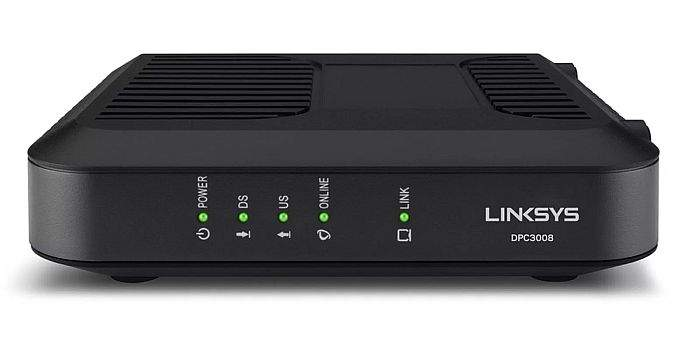 POWER
DS
US
ONLINE
LINK
LINKSYS
DPC3008